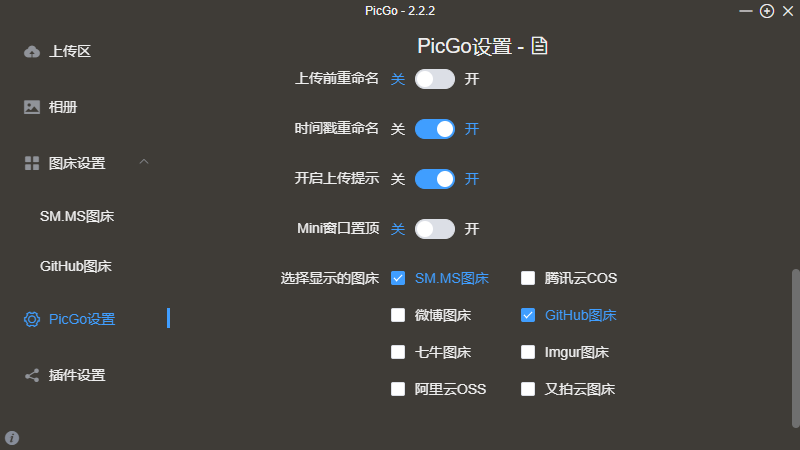 PicGo - 2.2.2
上传区
相册
图床设置
SM.MS图床
GitHub图床
PicGo设置
插件设置
PicGo设置 -
上传前重命名 关 开
时间戳重命名 关 开
开启上传提示 关 开
Mini窗口置顶 关 开
选择显示的图床 SM.MS图床 腾讯云COS
微博图床 GitHub图床
七牛图床 Imgur图床
阿里云OSS 又拍云图床